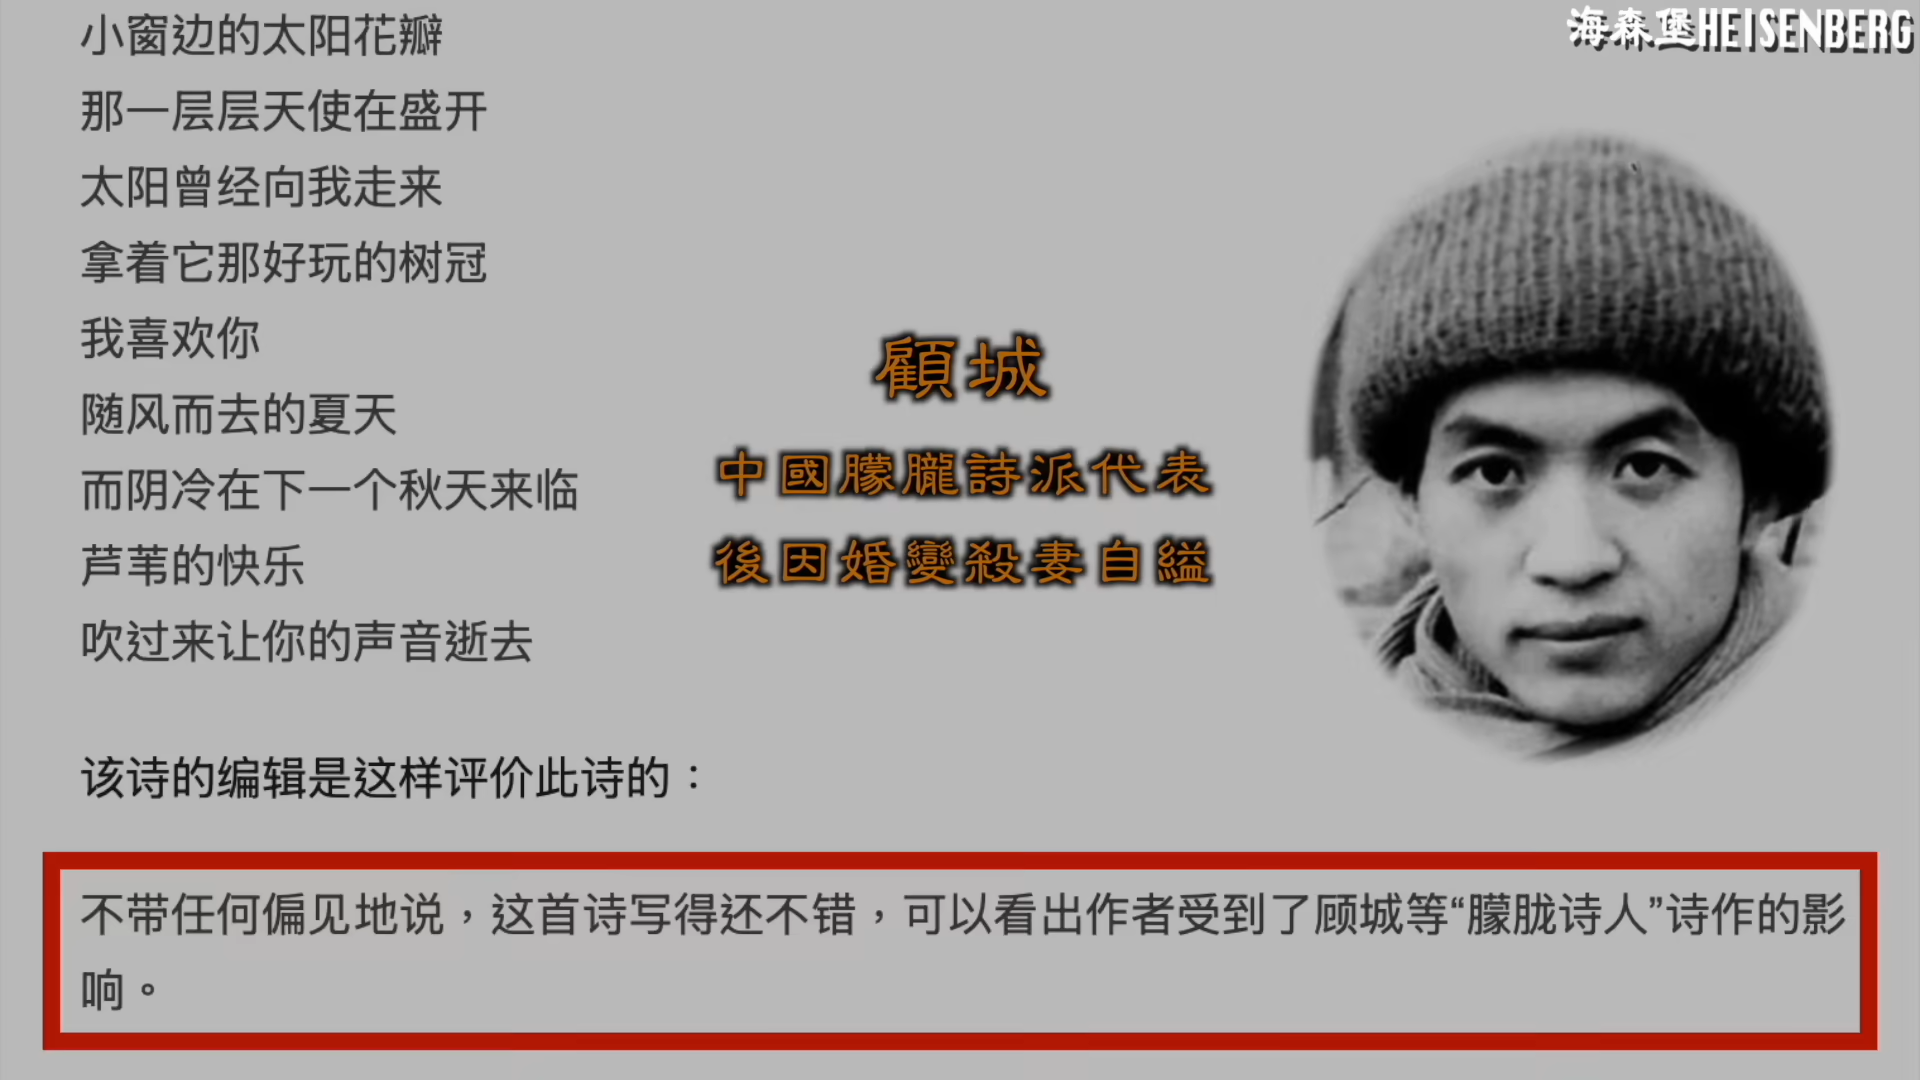 海森堡HEISENBERG
小窗边的太阳花瓣
那一层层天使在盛开
太阳曾经向我走来
拿着它那好玩的树冠
我喜欢你
随风而去的夏天
而阴冷在下一个秋天来临
芦苇的快乐
吹过来让你的声音逝去
顧城
中國朦朧詩派代表
後因婚變殺妻自縊
该诗的编辑是这样评价此诗的：
不带任何偏见地说，这首诗写得还不错，可以看出作者受到了顾城等“朦胧诗人”诗作的影
响。